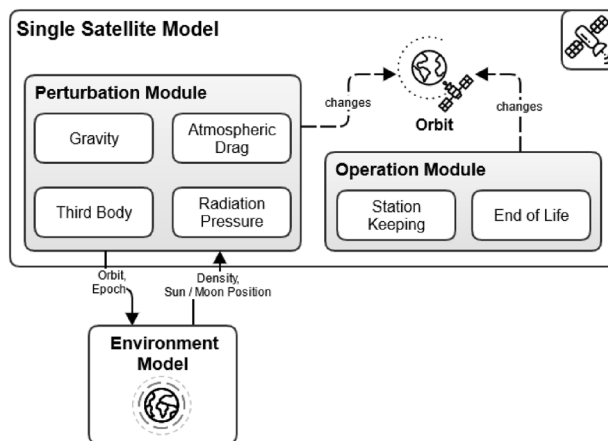 Single Satellite Model
Perturbation Module
Gravity
Atmospheric
Drag
Third Body
Radiation
Pressure
changes
Orbit
changes
Operation Module
Station
Keeping
End of Life
Orbit,
Epoch
Density,
Sun / Moon Position
Environment
Model